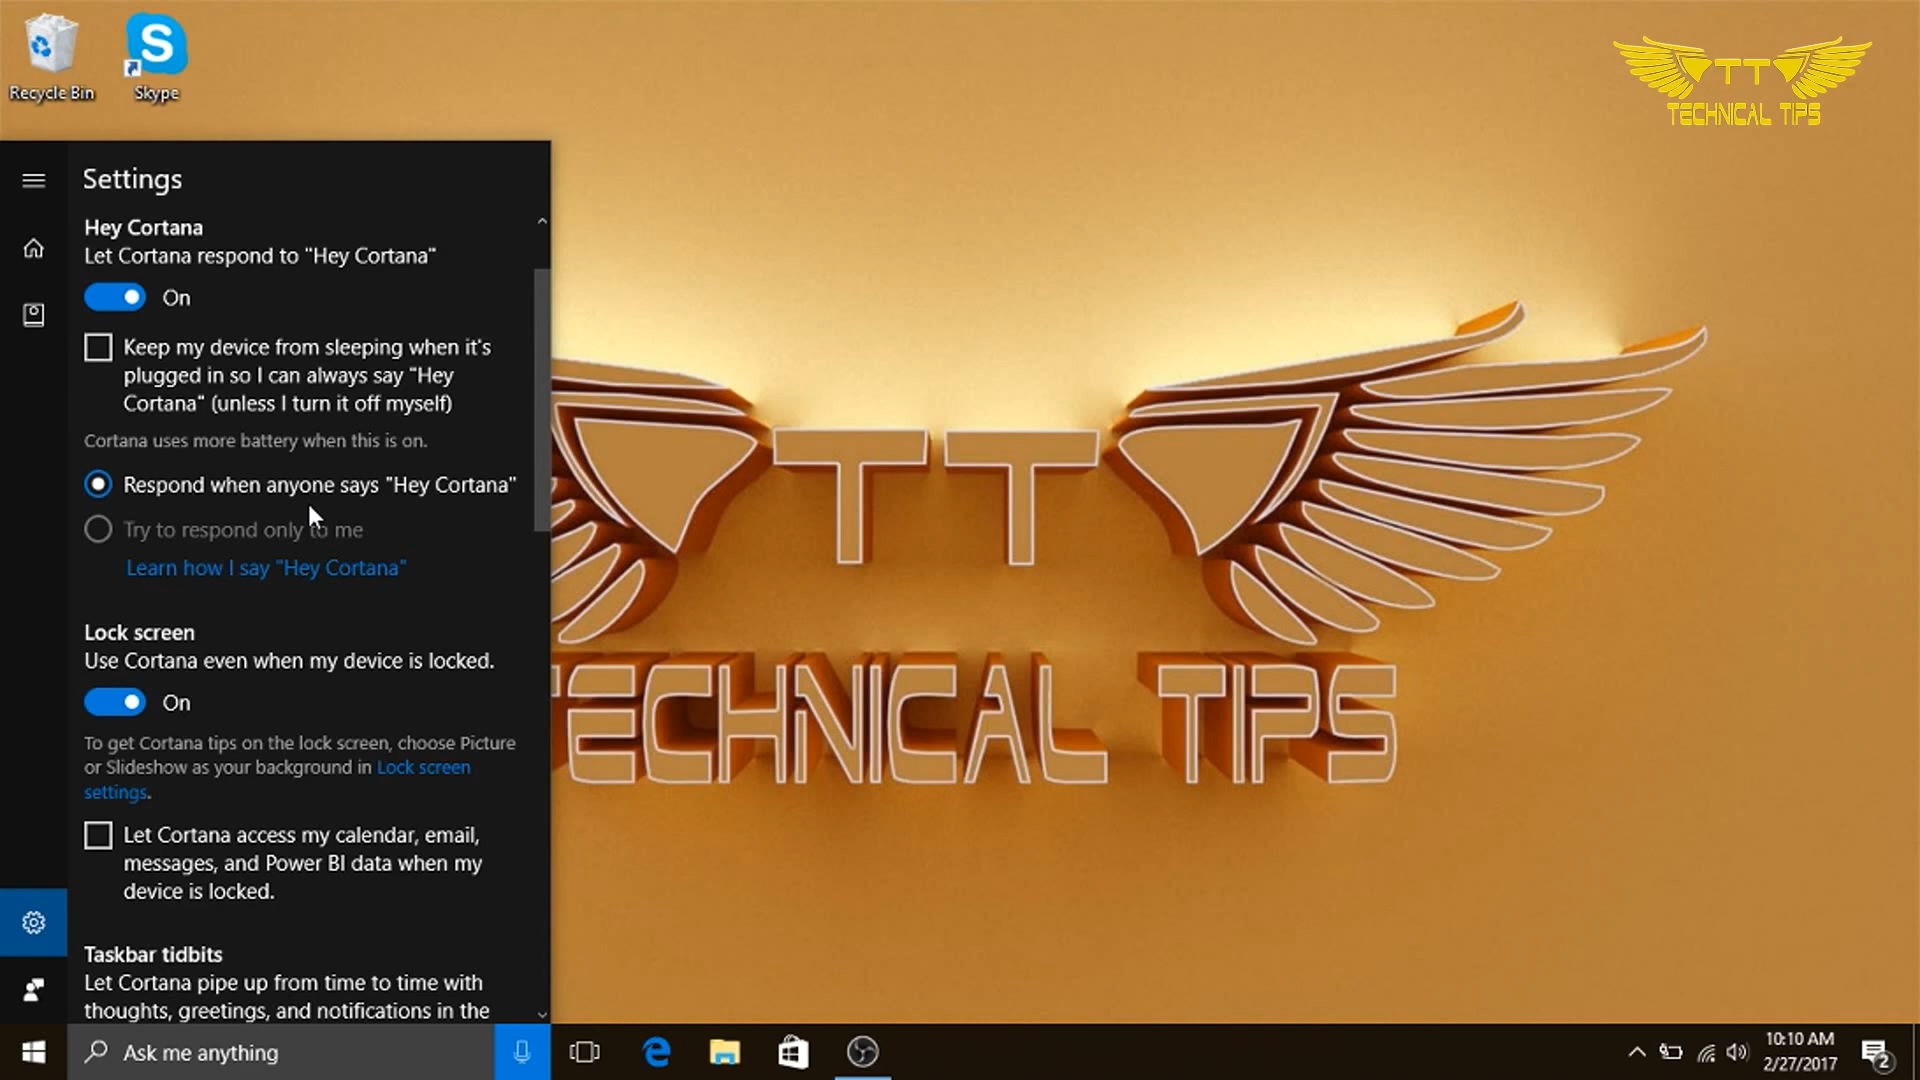 Recycle Bin
Skype
TT
TECHNICAL TIPS
Settings
Hey Cortana
Let Cortana respond to "Hey Cortana"
On
Keep my device from sleeping when it's
plugged in so I can always say "Hey
Cortana" (unless I turn it off myself)
Cortana uses more battery when this is on.
Respond when anyone says "Hey Cortana"
Try to respond only to me
Learn how I say "Hey Cortana"
Lock screen
Use Cortana even when my device is locked.
On
To get Cortana tips on the lock screen, choose Picture
or Slideshow as your background in Lock screen
settings.
Let Cortana access my calendar, email,
messages, and Power BI data when my
device is locked.
Taskbar tidbits
Let Cortana pipe up from time to time with
thoughts, greetings, and notifications in the
TT
TECHNICAL TIPS
Ask me anything
10:10 AM
2/27/2017
2